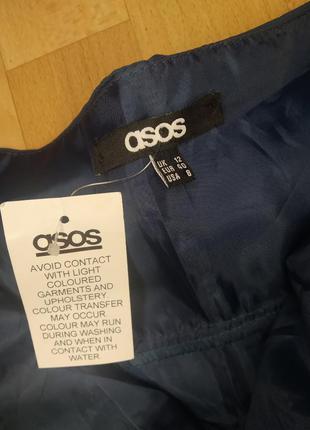 asos
UK 12
EUR 40
USA 8
asos
AVOID CONTACT
WITH LIGHT
COLOURED
GARMENTS AND
UPHOLSTERY
COLOUR TRANSFER
MAY OCCUR
COLOUR MAY RUN
DURING WASHING
AND WHEN IN
CONTACT WITH
WATER